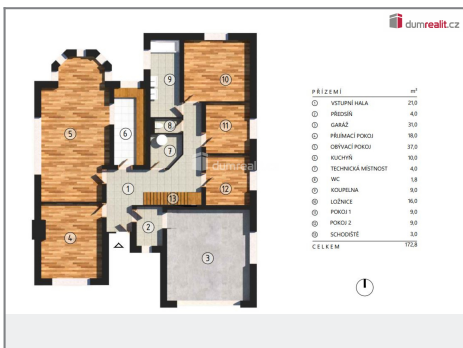 dumrealit.cz
PŘÍZEMÍ m²
1 VSTUPNÍ HALA 21,0
2 PŘEDSÍŇ 4,0
3 GARÁŽ 31,0
4 PŘIJÍMACÍ POKOJ 18,0
5 OBÝVACÍ POKOJ 37,0
6 KUCHYŇ 10,0
7 TECHNICKÁ MÍSTNOST 4,0
8 WC 1,8
9 KOUPELNA 9,0
10 LOŽNICE 16,0
11 POKOJ 1 9,0
12 POKOJ 2 9,0
13 SCHODIŠTĚ 3,0
CELKEM 172,8
9
10
5
6
8
11
7
dumrealit.cz
1
13
12
4
2
3